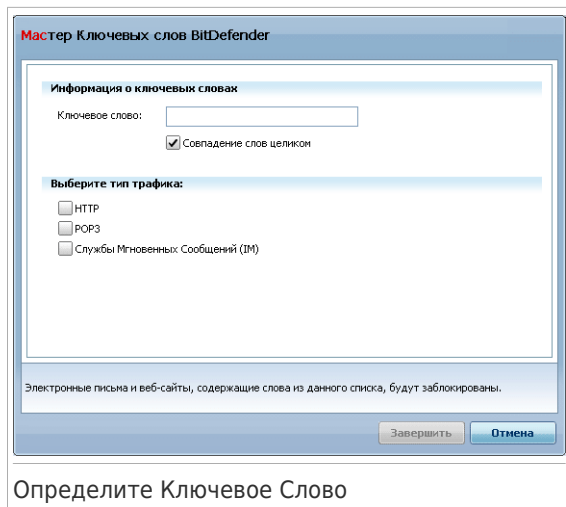 Мастер Ключевых слов BitDefender
Информация о ключевых словах
Ключевое слово:
Совпадение слов целиком
Выберите тип трафика:
HTTP
POP3
Службы Мгновенных Сообщений (IM)
Электронные письма и веб-сайты, содержащие слова из данного списка, будут заблокированы.
Завершить
Отмена
Определите Ключевое Слово